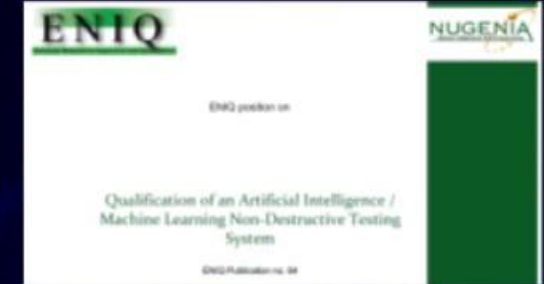 ENIQ
NUGENIA
ENIQ position on
Qualification of an Artificial Intelligence /
Machine Learning Non-Destructive Testing
System
ENIQ Publication no. 64